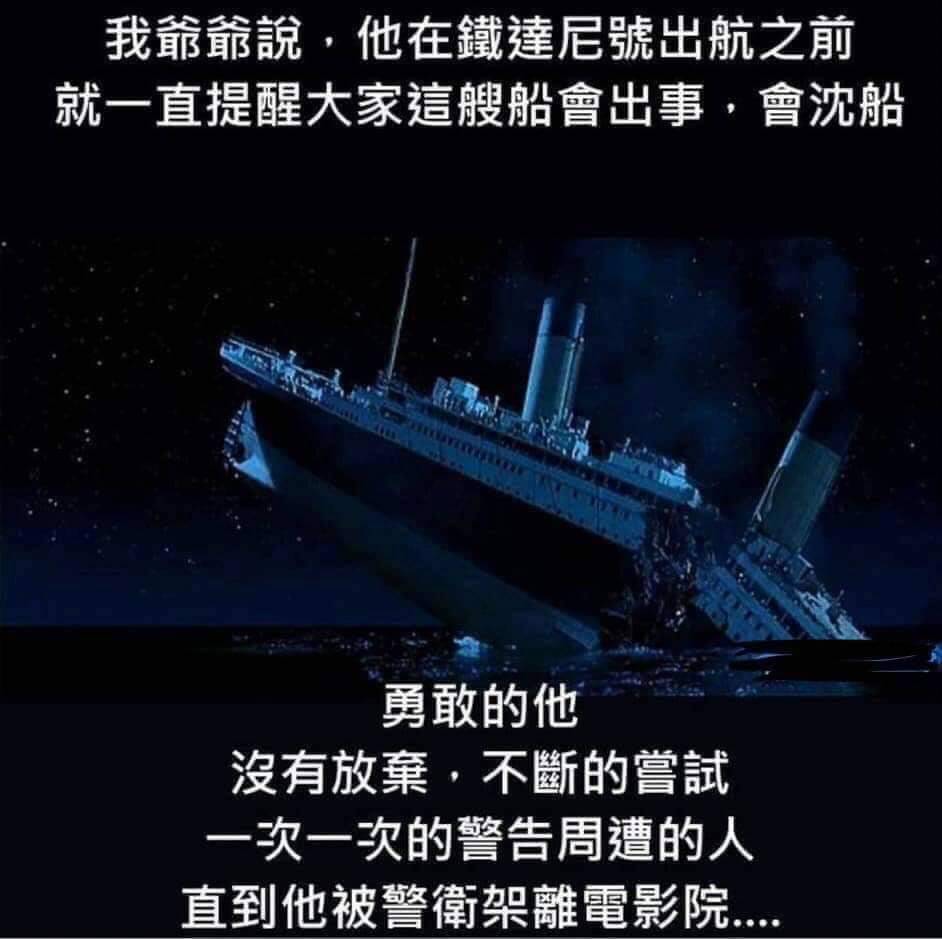 我爺爺說，他在鐵達尼號出航之前
就一直提醒大家這艘船會出事，會沈船
勇敢的他
沒有放棄，不斷的嘗試
一次一次的警告周遭的人
直到他被警衛架離電影院....